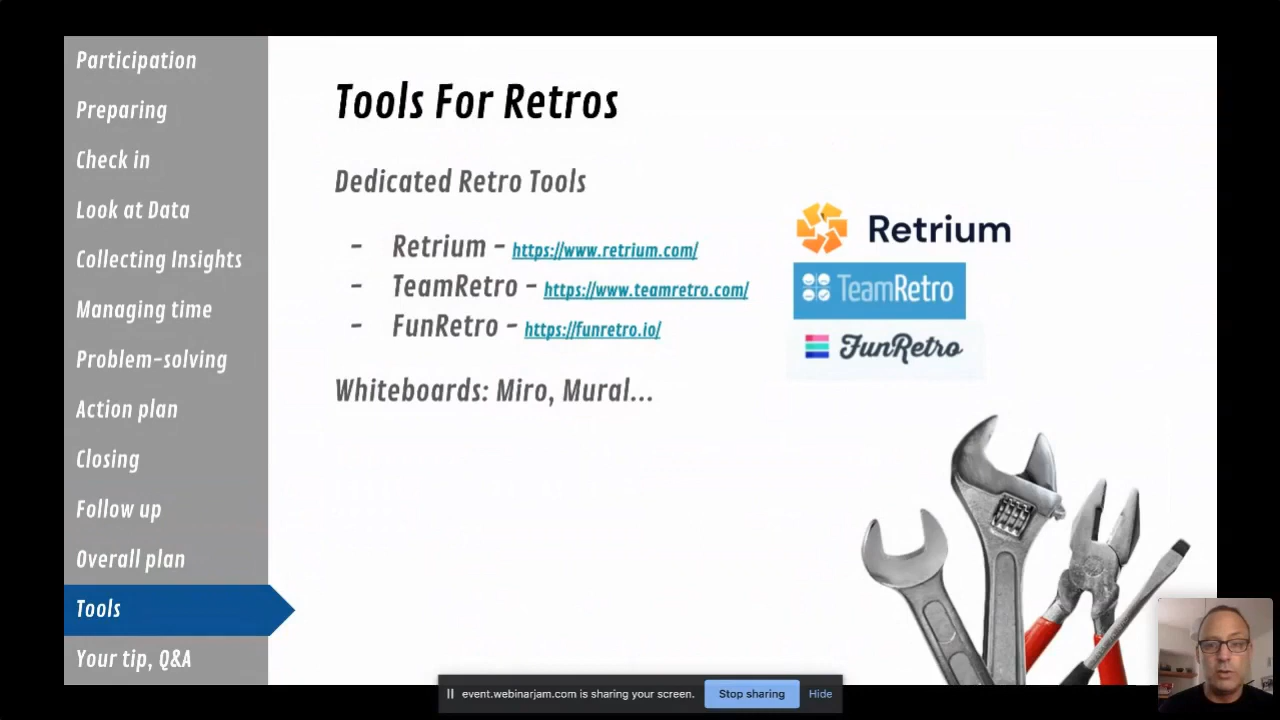 Participation
Preparing
Check in
Look at Data
Collecting Insights
Managing time
Problem-solving
Action plan
Closing
Follow up
Overall plan
Tools
Your tip, Q&A
Tools For Retros
Dedicated Retro Tools
- Retrium - https://www.retrium.com/
- TeamRetro - https://www.teamretro.com/
- FunRetro - https://funretro.io/
Whiteboards: Miro, Mural...
Retrium
TeamRetro
FunRetro
event.webinarjam.com is sharing your screen. Stop sharing Hide